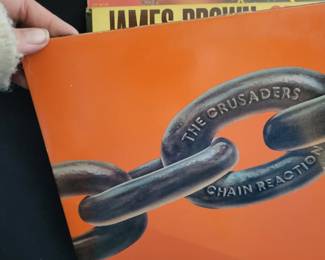 JAMES BROWN
THE CRUSADERS
CHAIN REACTION